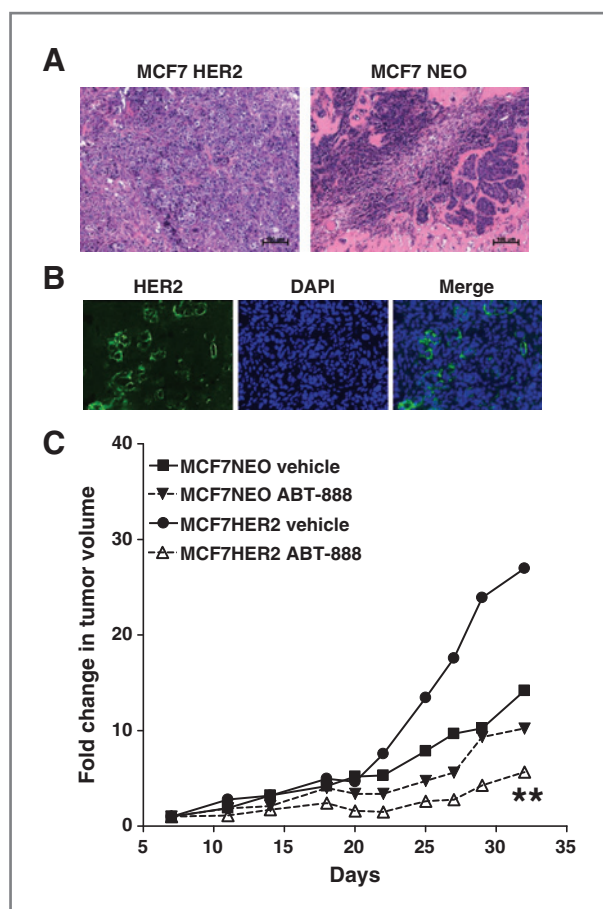 A
MCF7 HER2
MCF7 NEO
B
HER2
DAPI
Merge
C
40
30
20
10
0
Fold change in tumor volume
MCF7NEO vehicle
MCF7NEO ABT-888
MCF7HER2 vehicle
MCF7HER2 ABT-888
**
5
10
15
20
25
30
35
Days